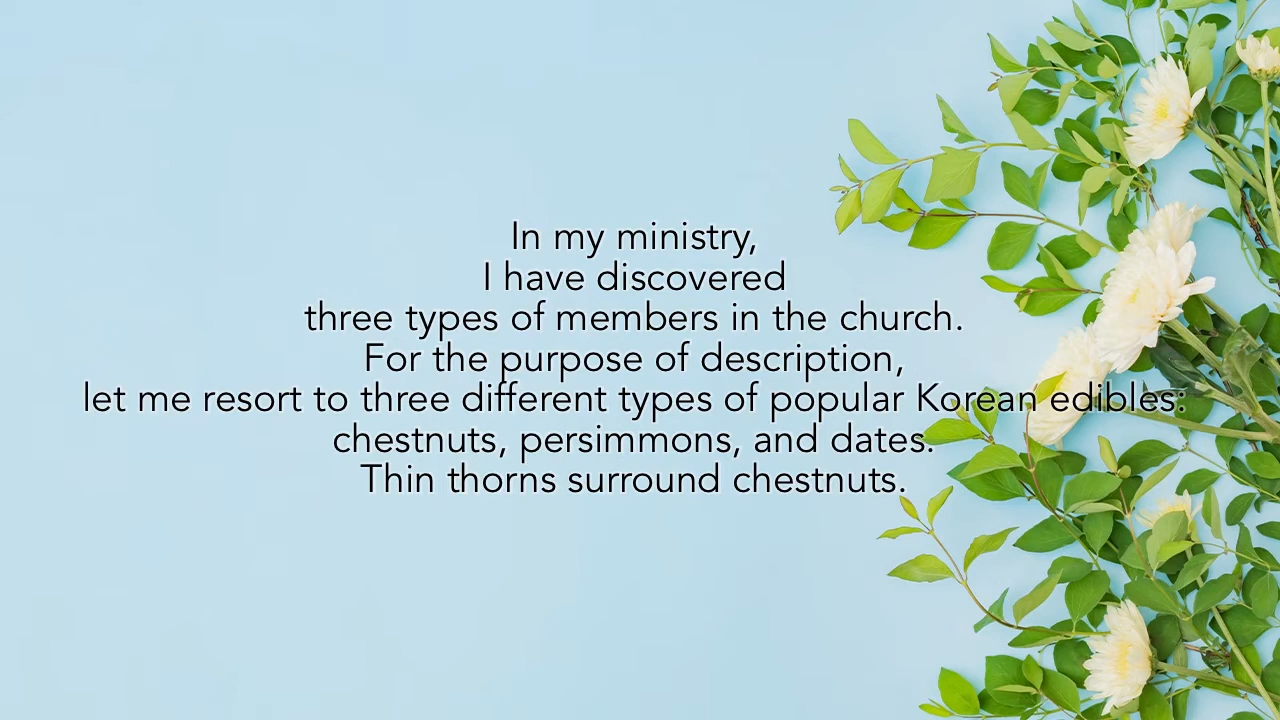 In my ministry,
I have discovered
three types of members in the church.
For the purpose of description,
let me resort to three different types of popular Korean edibles:
chestnuts, persimmons, and dates.
Thin thorns surround chestnuts.